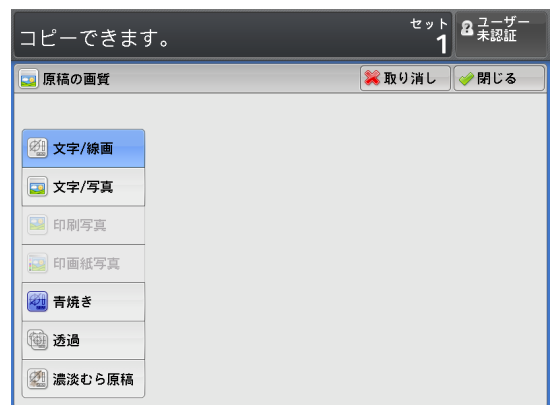 コピーできます。
セット
1
ユーザー
未認証
原稿の画質
取り消し
閉じる
文字/線画
文字/写真
印刷写真
印画紙写真
青焼き
透過
濃淡むら原稿